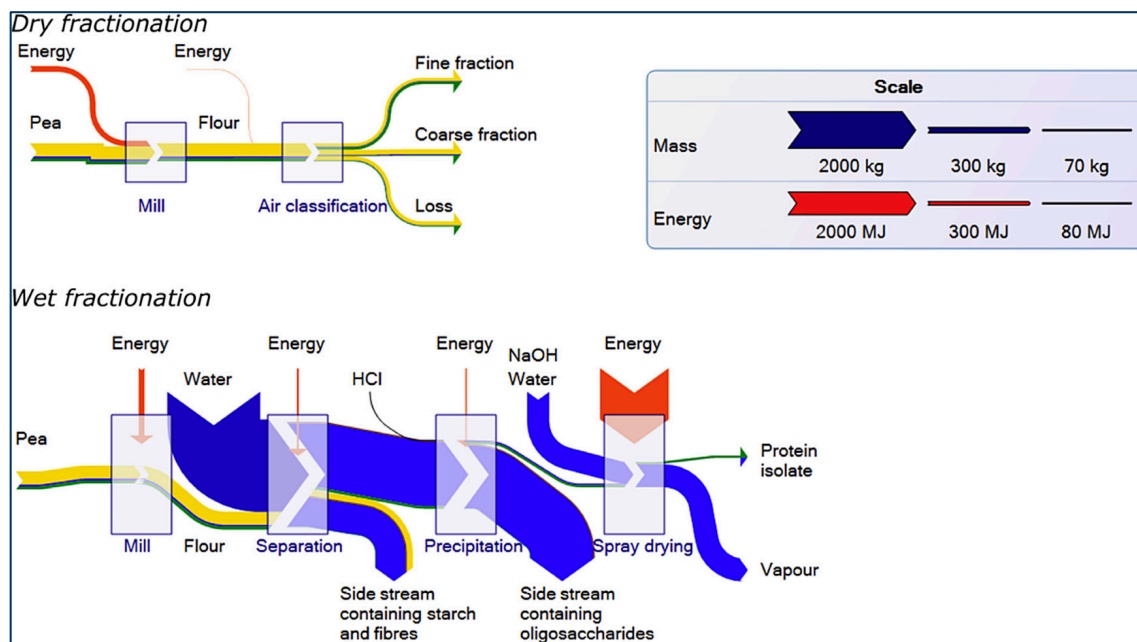 Dry fractionation
Energy
Energy
Fine fraction
Pea
Flour
Coarse fraction
Mill
Air classification
Loss
Scale
Mass
2000 kg
300 kg
70 kg
Energy
2000 MJ
300 MJ
80 MJ
Wet fractionation
Energy
Energy
Energy
NaOH
Energy
Water
HCl
Water
Pea
Protein
isolate
Mill
Flour
Separation
Precipitation
Spray drying
Vapour
Side stream
containing starch
and fibres
Side stream
containing
oligosaccharides